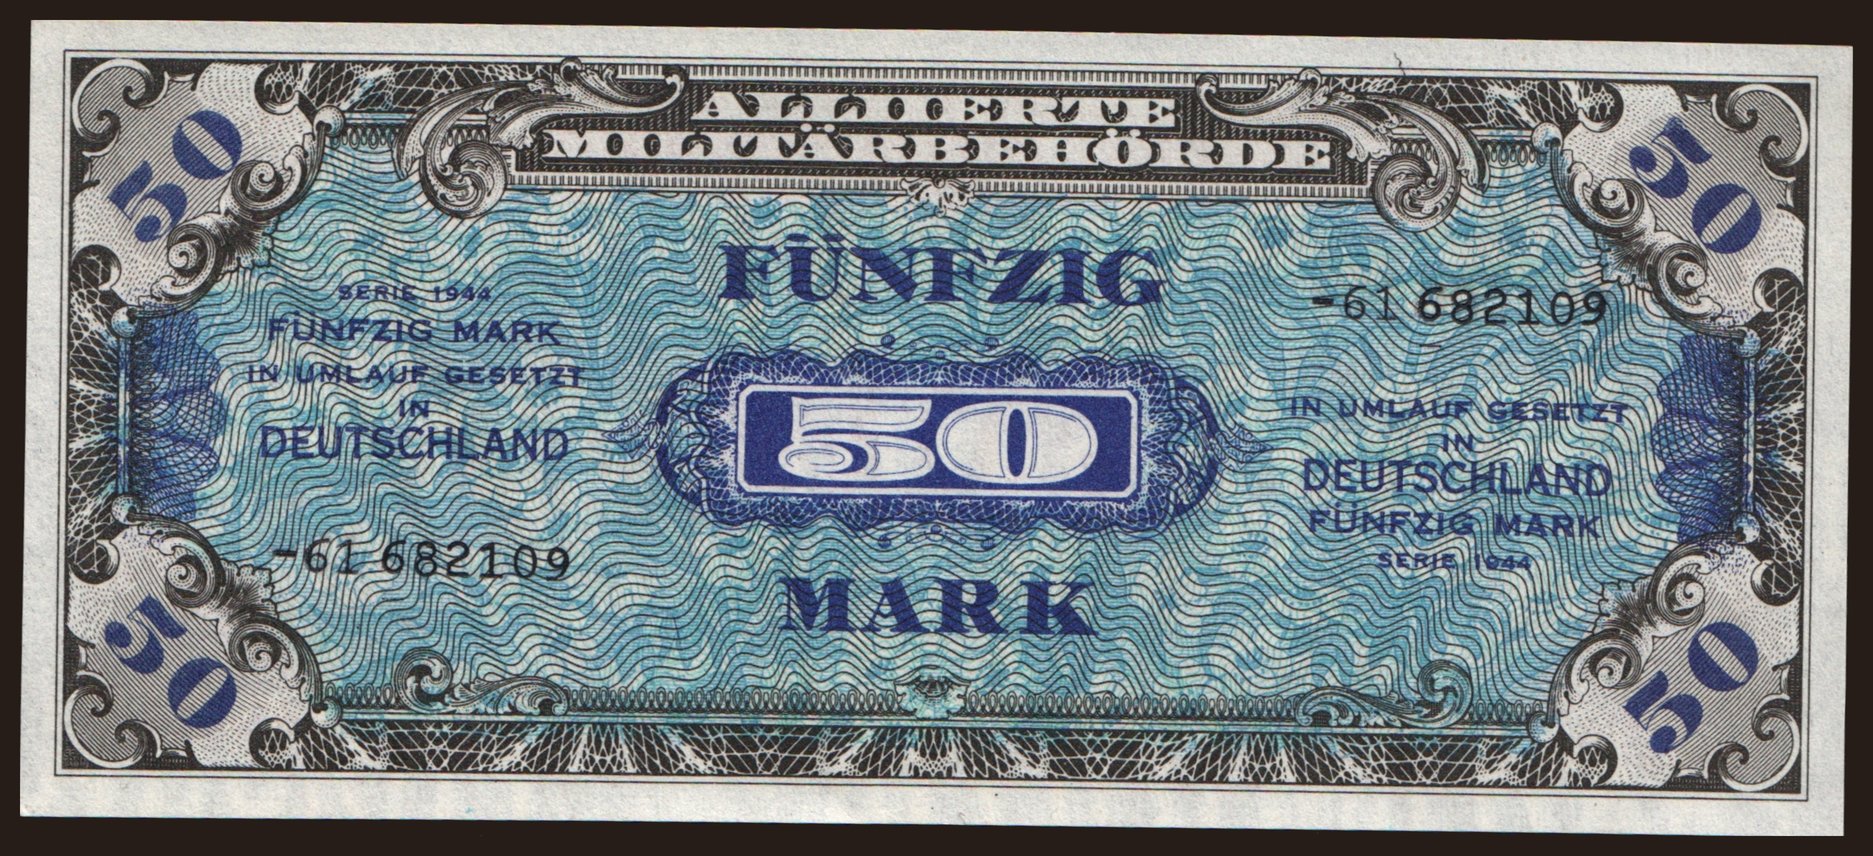 50
ALLIIERTE
MILITÄRBEHÖRDE
50
FÜNFZIG
SERIE 1944
FÜNFZIG MARK
IN UMLAUF GESETZT
IN
DEUTSCHLAND
-61 682109
50
-61 682109
IN UMLAUF GESETZT
IN
DEUTSCHLAND
FÜNFZIG MARK
SERIE 1944
MARK
50
50